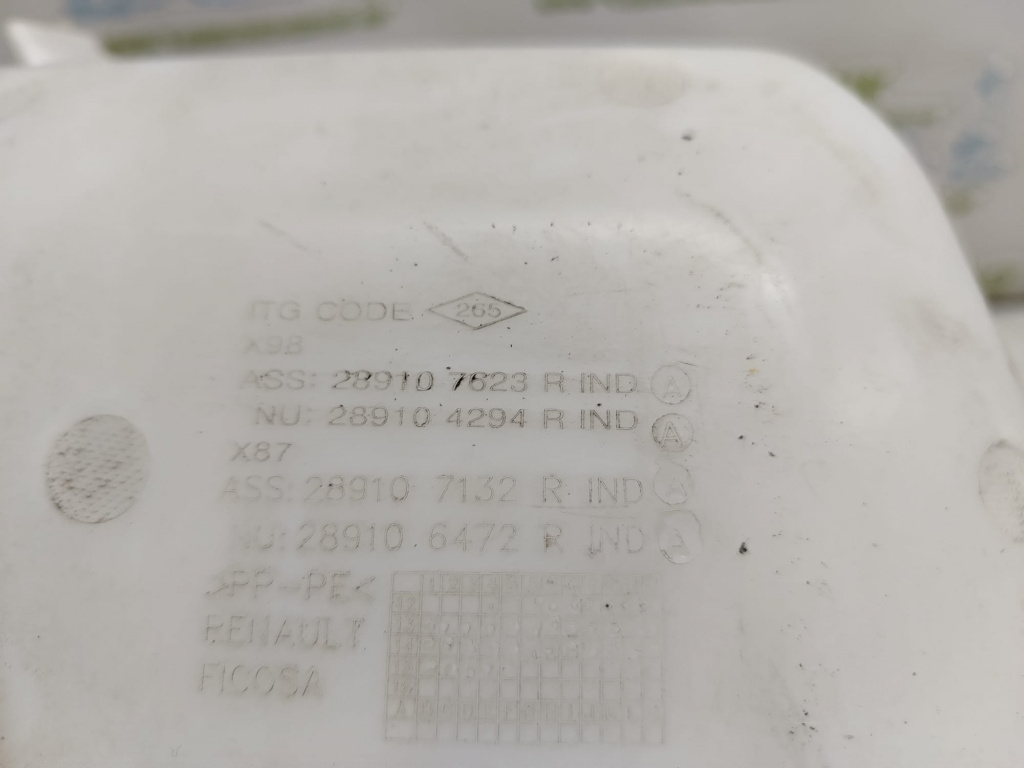 ITG CODE 265
X98
ASS: 28910 7623 R IND A
NU: 28910 4294 R IND A
X87
ASS: 28910 7132 R IND A
NU: 28910 6472 R IND A
>PP-PE<
RENAULT
FICOSA